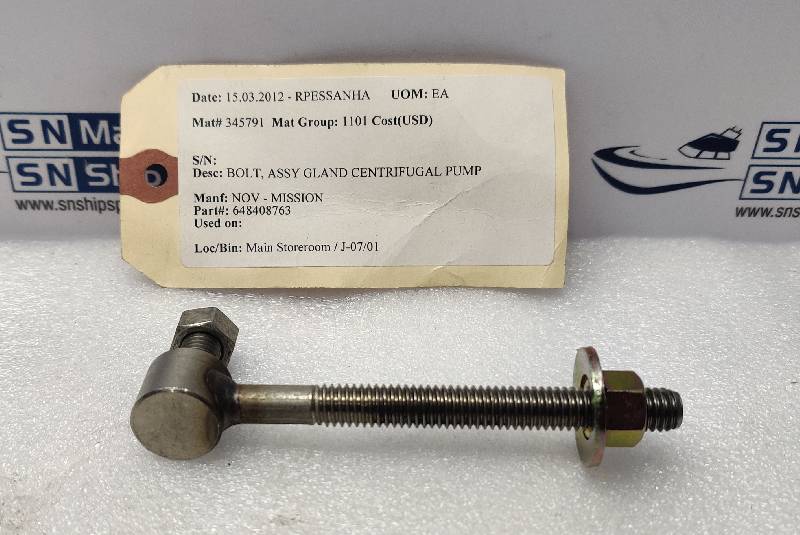 Date: 15.03.2012 - RPESSANHA UOM: EA
Mat# 345791 Mat Group: 1101 Cost(USD)
S/N:
Desc: BOLT, ASSY GLAND CENTRIFUGAL PUMP
Manf: NOV - MISSION
Part#: 648408763
Used on:
Loc/Bin: Main Storeroom / J-07/01
SN Ma
SN Ship
www.snshipsp
www.sn